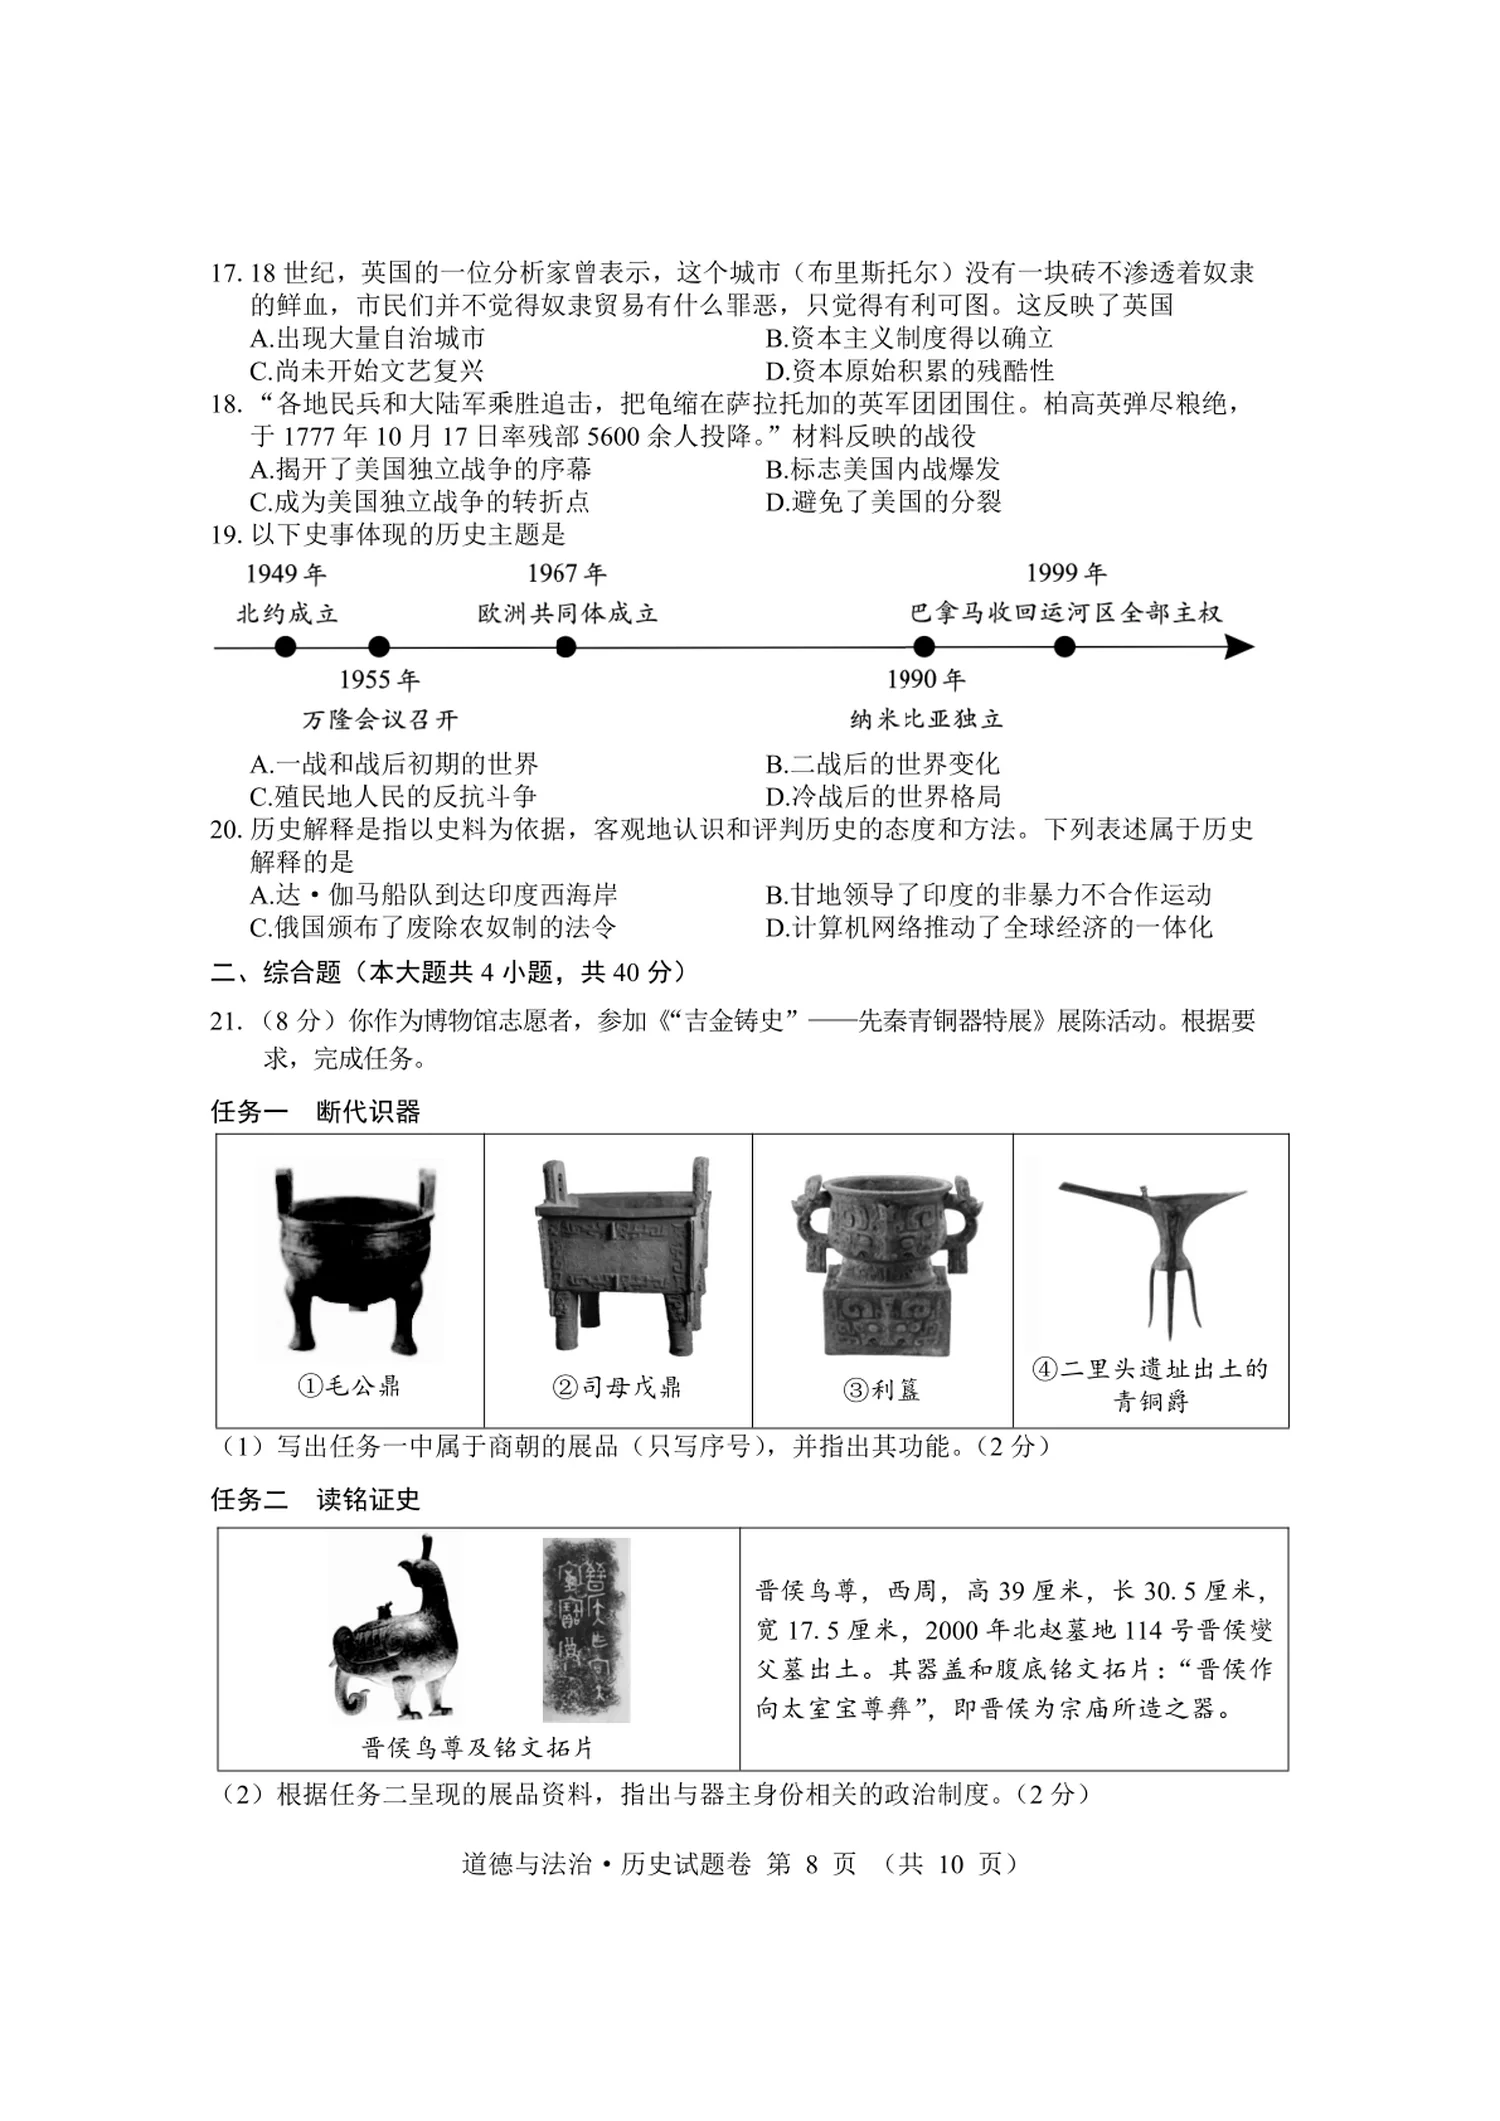 17. 18 世纪，英国的一位分析家曾表示，这个城市（布里斯托尔）没有一块砖不渗透着奴隶
的鲜血，市民们并不觉得奴隶贸易有什么罪恶，只觉得有利可图。这反映了英国
A.出现大量自治城市 B.资本主义制度得以确立
C.尚未开始文艺复兴 D.资本原始积累的残酷性
18. “各地民兵和大陆军乘胜追击，把龟缩在萨拉托加的英军团团围住。柏高英弹尽粮绝，
于 1777 年 10 月 17 日率残部 5600 余人投降。”材料反映的战役
A.揭开了美国独立战争的序幕 B.标志美国内战爆发
C.成为美国独立战争的转折点 D.避免了美国的分裂
19. 以下史事体现的历史主题是
1949 年 1967 年 1999 年
北约成立 欧洲共同体成立 巴拿马收回运河区全部主权
1955 年 1990 年
万隆会议召开 纳米比亚独立
A.一战和战后初期的世界 B.二战后的世界变化
C.殖民地人民的反抗斗争 D.冷战后的世界格局
20. 历史解释是指以史料为依据，客观地认识和评判历史的态度和方法。下列表述属于历史
解释的是
A.达·伽马船队到达印度西海岸 B.甘地领导了印度的非暴力不合作运动
C.俄国颁布了废除农奴制的法令 D.计算机网络推动了全球经济的一体化
二、综合题（本大题共 4 小题，共 40 分）
21.（8 分）你作为博物馆志愿者，参加《“吉金铸史”——先秦青铜器特展》展陈活动。根据要
求，完成任务。
任务一 断代识器
①毛公鼎 ②司母戊鼎 ③利簋 ④二里头遗址出土的
青铜爵
（1）写出任务一中属于商朝的展品（只写序号），并指出其功能。（2 分）
任务二 读铭证史
晋侯鸟尊，西周，高 39 厘米，长 30.5 厘米，
宽 17.5 厘米，2000 年北赵墓地 114 号晋侯燮
父墓出土。其器盖和腹底铭文拓片：“晋侯作
向太室宝尊彝”，即晋侯为宗庙所造之器。
晋侯鸟尊及铭文拓片
（2）根据任务二呈现的展品资料，指出与器主身份相关的政治制度。（2 分）
道德与法治·历史试题卷 第 8 页 （共 10 页）